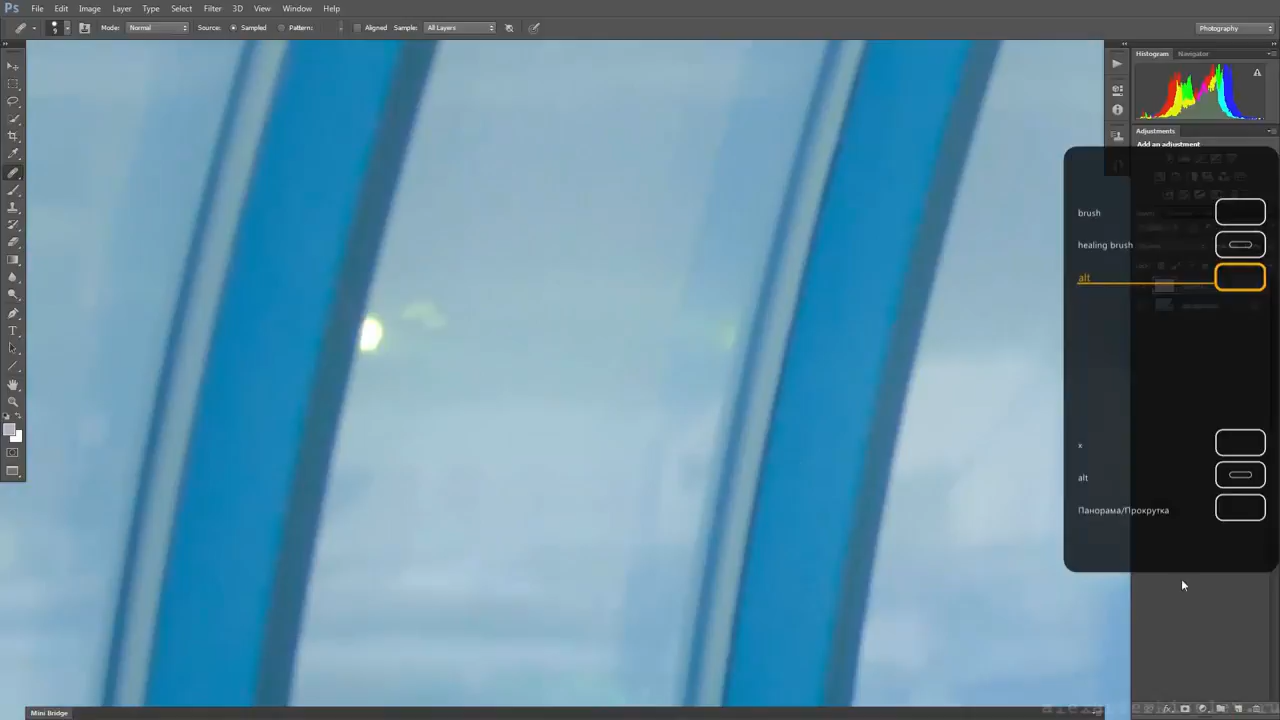 Ps File Edit Image Layer Type Select Filter 3D View Window Help
9 Mode: Normal Source: Sampled Pattern: Aligned Sample: All Layers Photography
Histogram Navigator
Adjustments
Add an adjustment
brush
healing brush
alt
x
alt
Панорама/Прокрутка
Mini Bridge